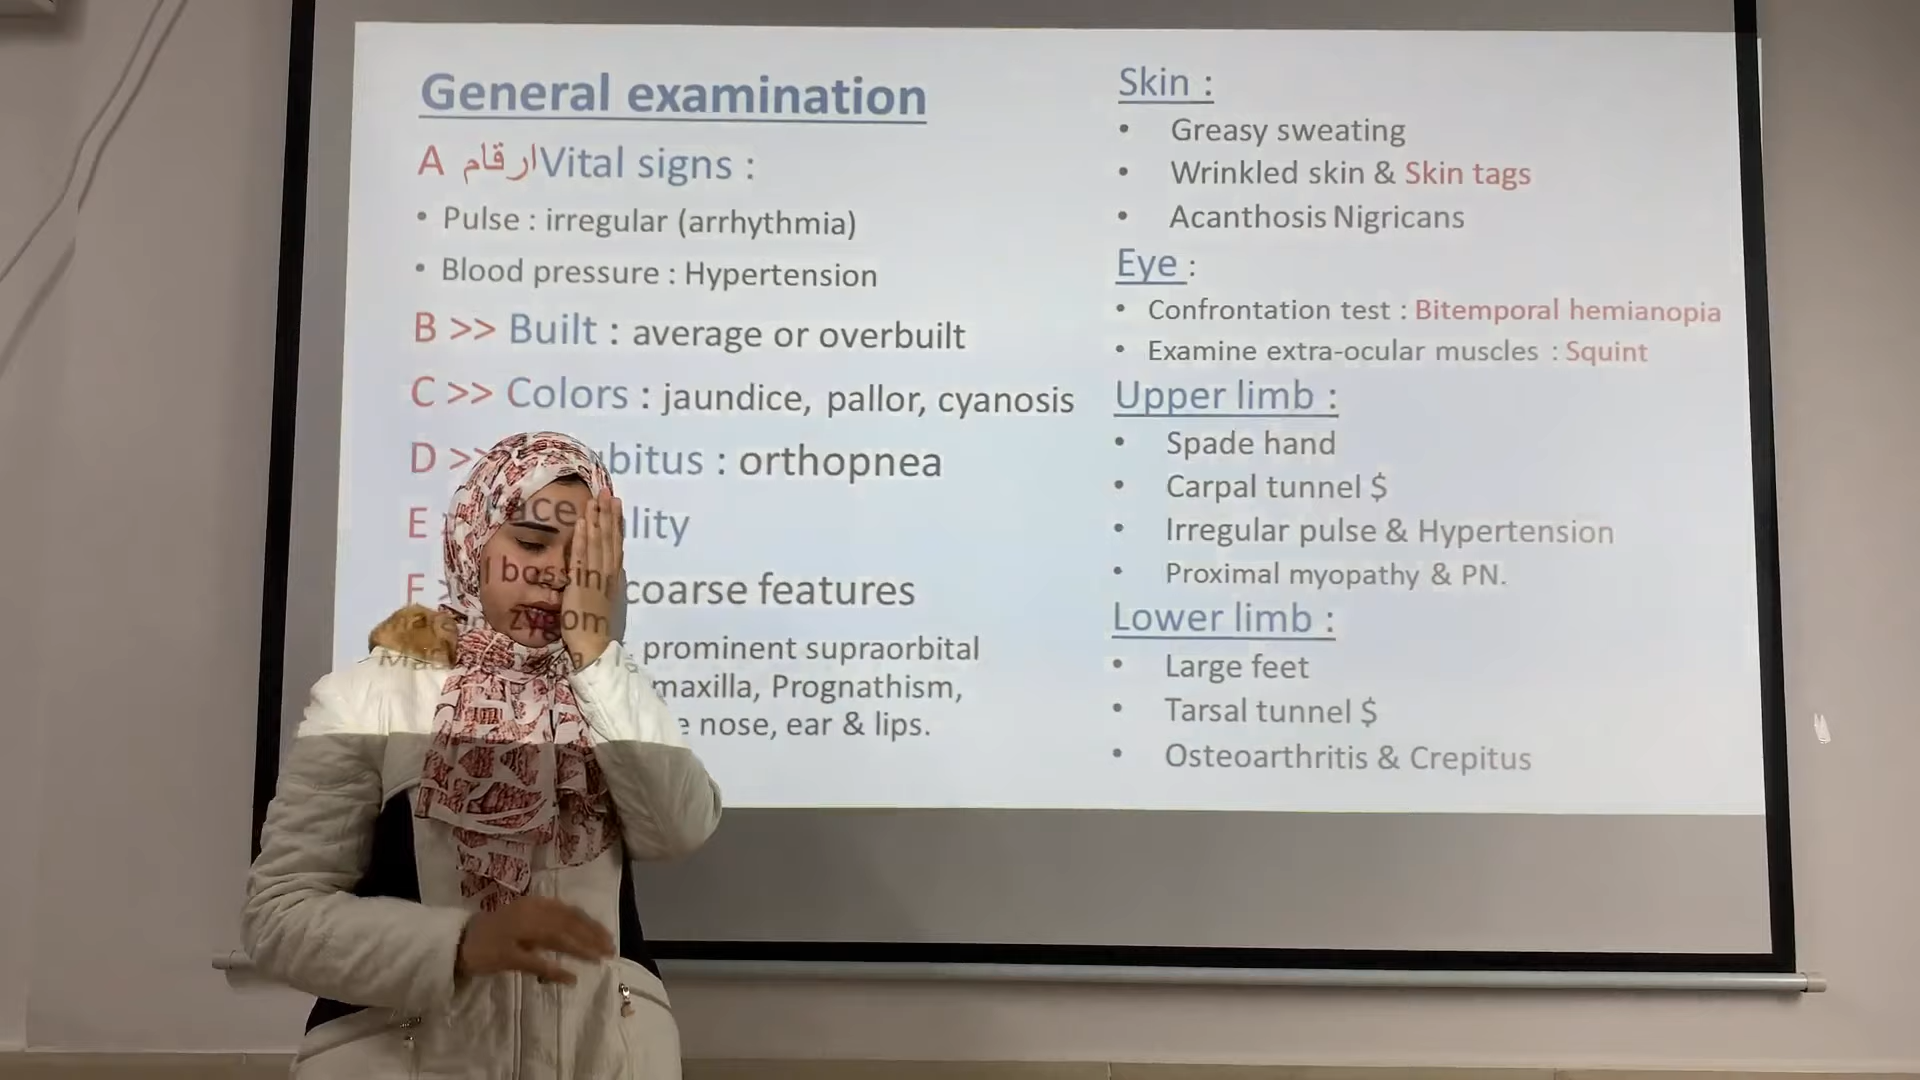 General examination
A ارقام Vital signs :
• Pulse : irregular (arrhythmia)
• Blood pressure : Hypertension
B >> Built : average or overbuilt
C >> Colors : jaundice, pallor, cyanosis
D >> bitus : orthopnea
E lity
F coarse features
bossing prominent supraorbital
zygom maxilla, Prognathism,
nose, ear & lips.
Skin :
• Greasy sweating
• Wrinkled skin & Skin tags
• Acanthosis Nigricans
Eye :
• Confrontation test : Bitemporal hemianopia
• Examine extra-ocular muscles : Squint
Upper limb :
• Spade hand
• Carpal tunnel $
• Irregular pulse & Hypertension
• Proximal myopathy & PN.
Lower limb :
• Large feet
• Tarsal tunnel $
• Osteoarthritis & Crepitus